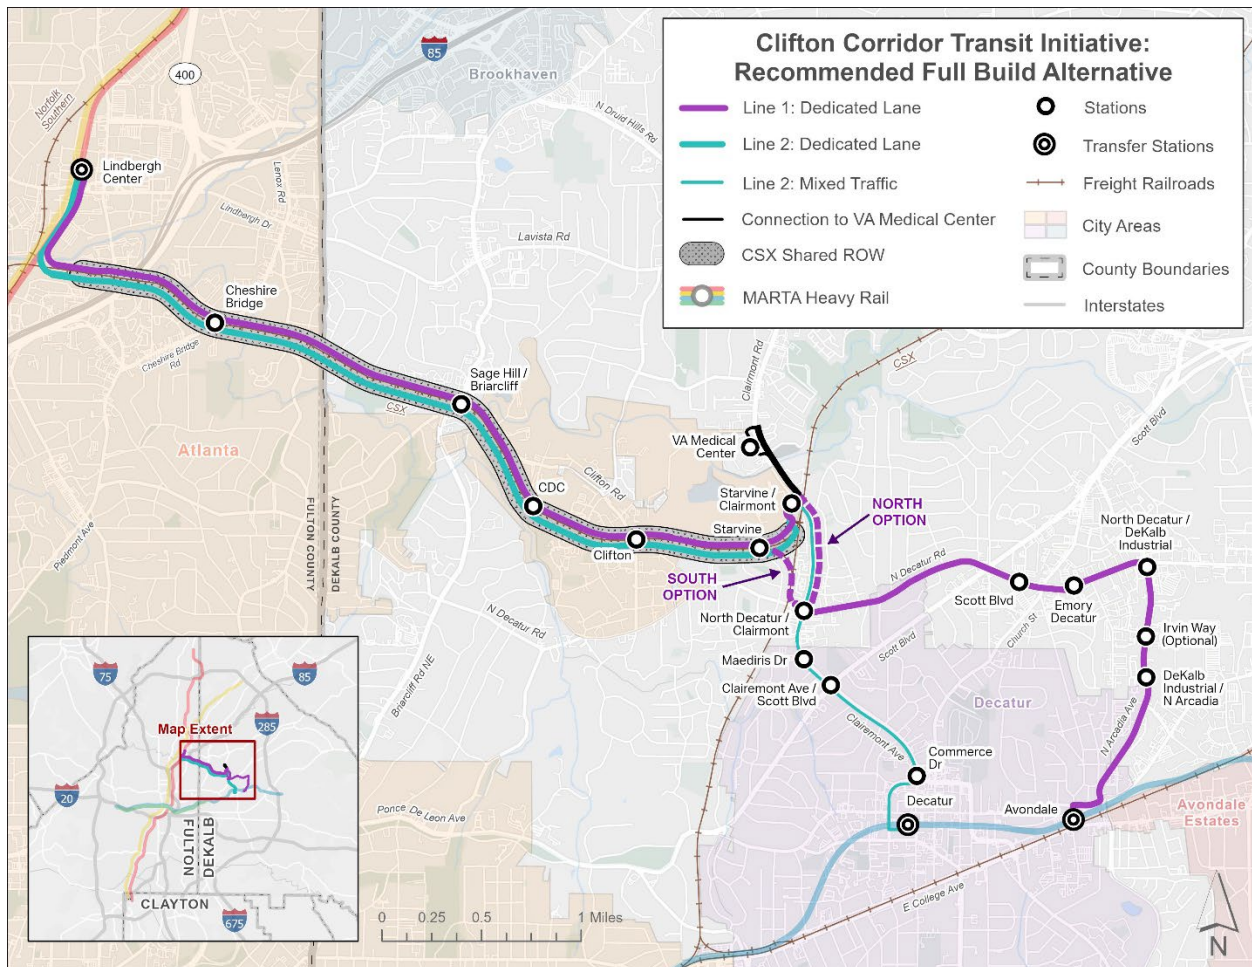 Clifton Corridor Transit Initiative:
Recommended Full Build Alternative
Line 1: Dedicated Lane
Line 2: Dedicated Lane
Line 2: Mixed Traffic
Connection to VA Medical Center
CSX Shared ROW
MARTA Heavy Rail
Stations
Transfer Stations
Freight Railroads
City Areas
County Boundaries
Interstates
85
Brookhaven
400
Norfolk
Southern
N Druid Hills Rd
Lindbergh
Center
Lenox Rd
Lindbergh Dr
Lavista Rd
Cheshire
Bridge
Cheshire Bridge
Rd
Sage Hill /
Briarcliff
CSX
CSX
Clairmont Rd
Scott Blvd
Atlanta
VA Medical
Center
Clifton Rd
CDC
Starvine /
Clairmont
NORTH
OPTION
Starvine
Clifton
SOUTH
OPTION
FULTON COUNTY
DEKALB COUNTY
Piedmont Ave
North Decatur /
DeKalb
Industrial
N Decatur Rd
Scott Blvd
Emory
Decatur
Church St
North Decatur /
Clairmont
N Decatur Rd
Scott Blvd
Irvin Way
(Optional)
Maediris Dr
Clairemont Ave /
Scott Blvd
DeKalb
Industrial /
N Arcadia
Briarcliff Rd NE
Decatur
N Arcadia Ave
Clairemont Ave
Commerce
Dr
Decatur
Avondale
Avondale
Estates
Ponce De Leon Ave
E College Ave
75
85
Map Extent
285
20
FULTON
DEKALB
CLAYTON
675
0 0.25 0.5 1 Miles
N